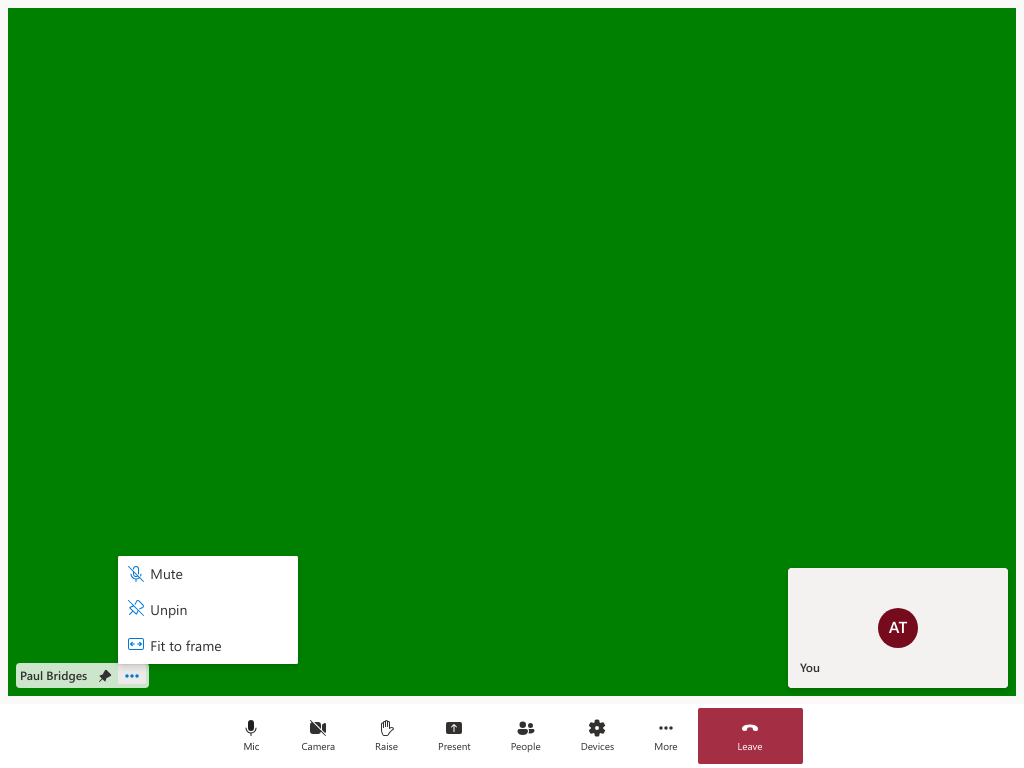 Mute
Unpin
Fit to frame
Paul Bridges
AT
You
Mic
Camera
Raise
Present
People
Devices
More
Leave